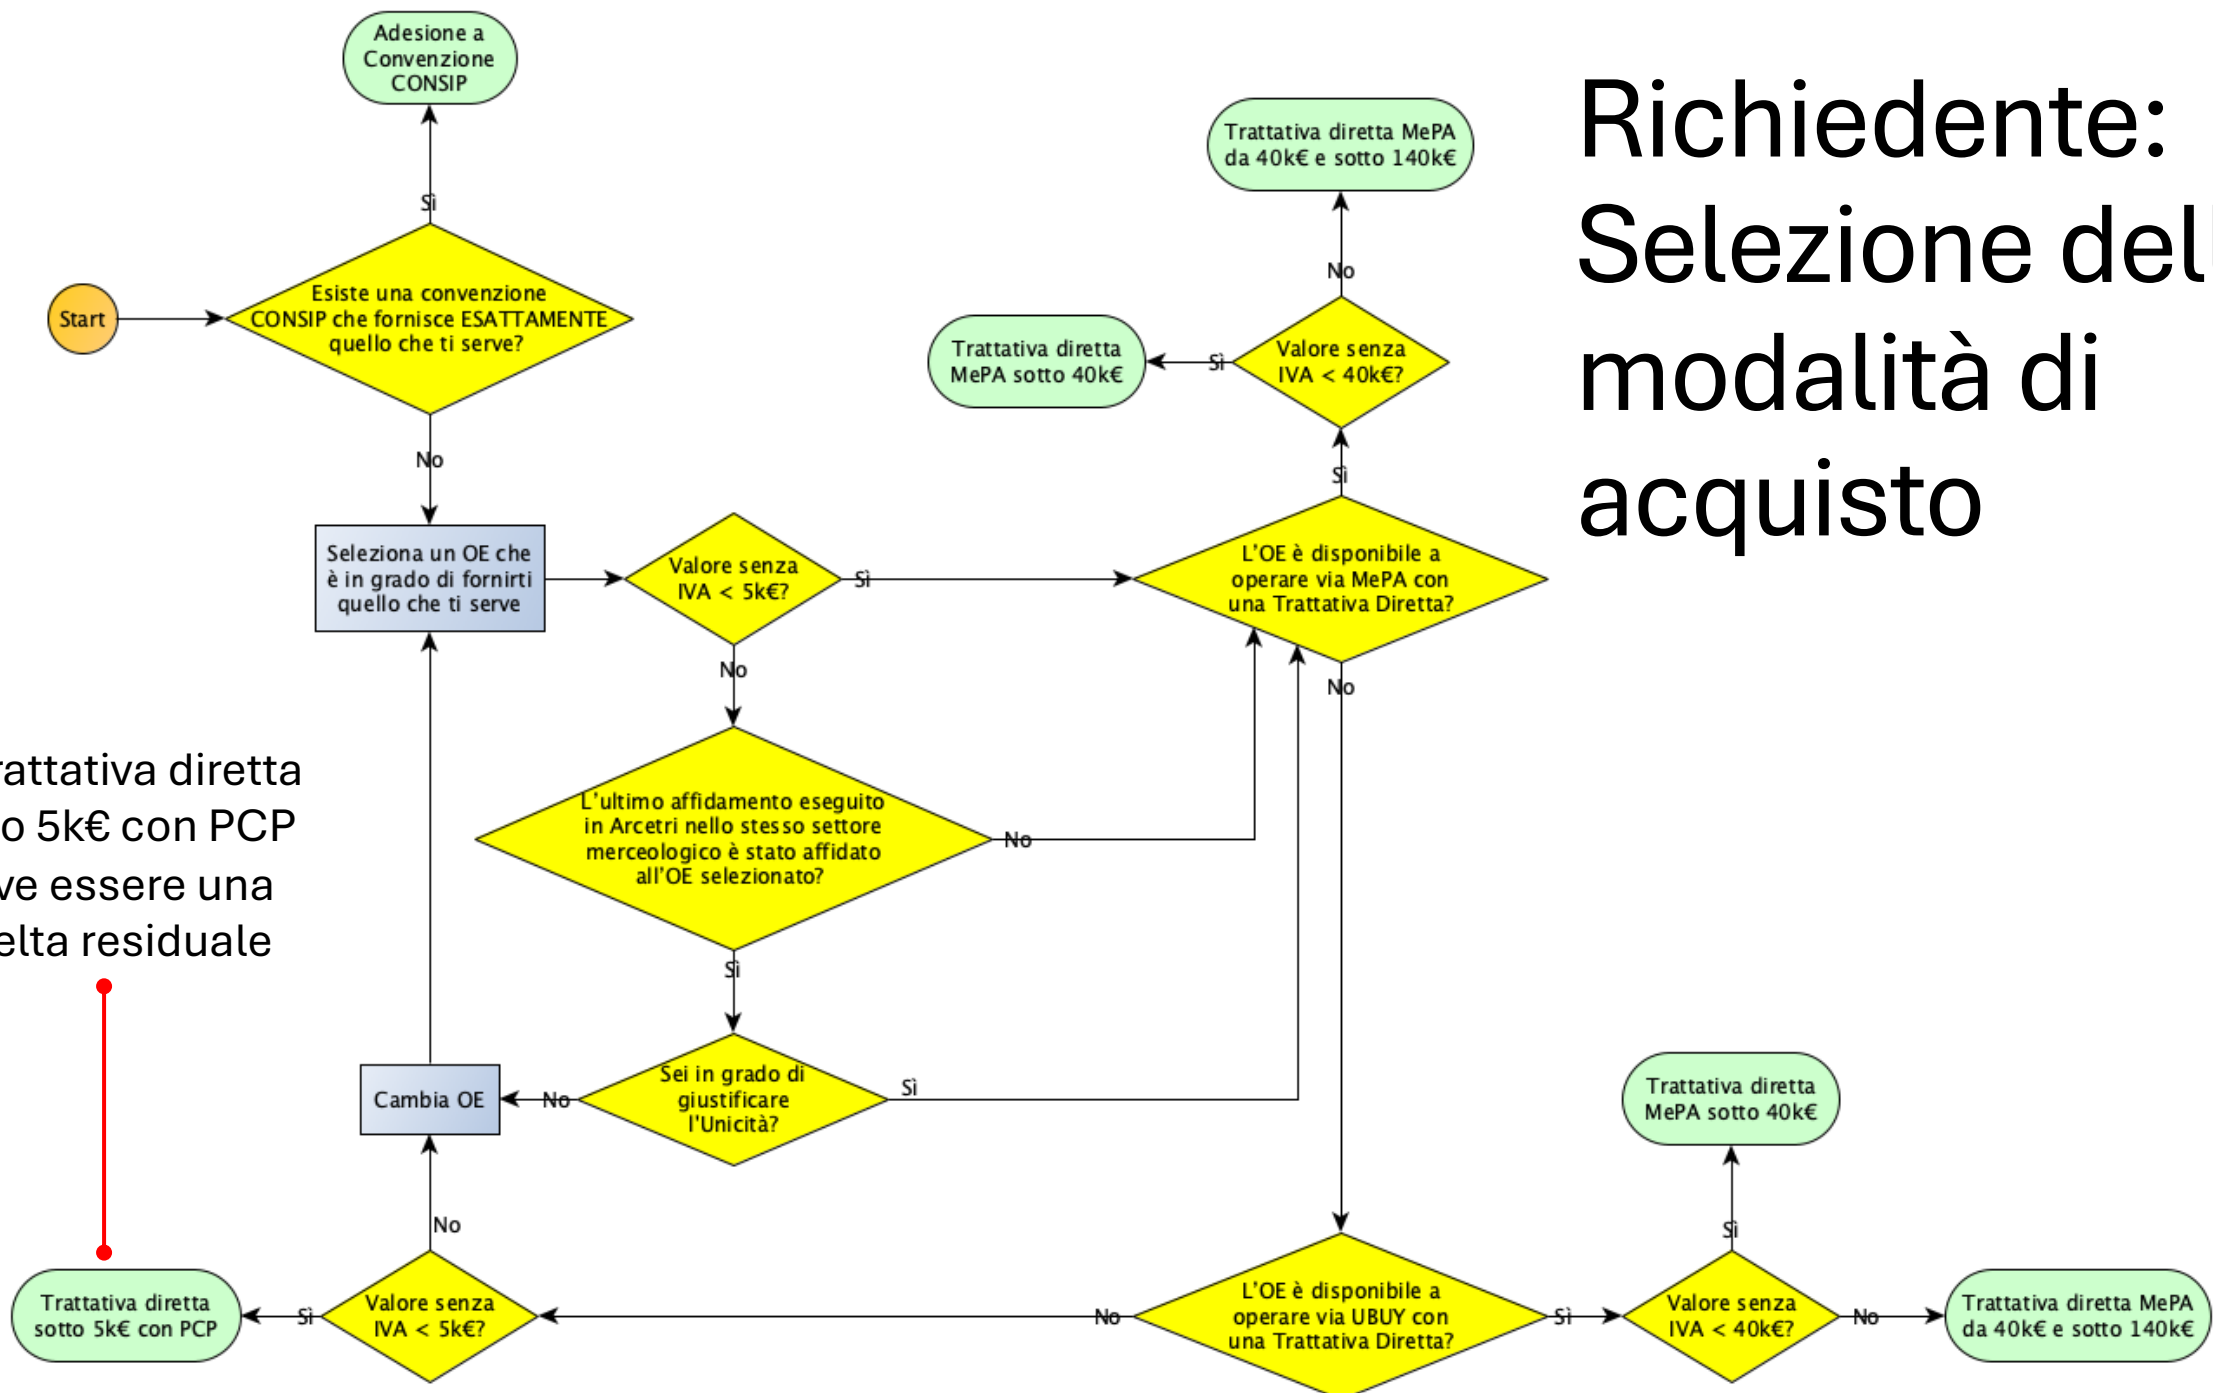 Adesione a
Convenzione
CONSIP
Richiedente:
Selezione
modalità di
acquisto
Trattativa diretta MePA
da 40k€ e sotto 140k€
Sì
No
Start
Esiste una convenzione
CONSIP che fornisce ESATTAMENTE
quello che ti serve?
Trattativa diretta
MePA sotto 40k€
Sì
Valore senza
IVA < 40k€?
No
Sì
Seleziona un OE che
è in grado di fornirti
quello che ti serve
Valore senza
IVA < 5k€?
Sì
L'OE è disponibile a
operare via MePA con
una Trattativa Diretta?
No
No
diretta
5k€ con PCP
essere una
residuale
L'ultimo affidamento eseguito
in Arcetri nello stesso settore
merceologico è stato affidato
all'OE selezionato?
No
Sì
Cambia OE
No
Sei in grado di
giustificare
l'Unicità?
Sì
Trattativa diretta
MePA sotto 40k€
No
Sì
Trattativa diretta
sotto 5k€ con PCP
Sì
Valore senza
IVA < 5k€?
No
L'OE è disponibile a
operare via UBUY con
una Trattativa Diretta?
Sì
Valore senza
IVA < 40k€?
No
Trattativa diretta MePA
da 40k€ e sotto 140k€